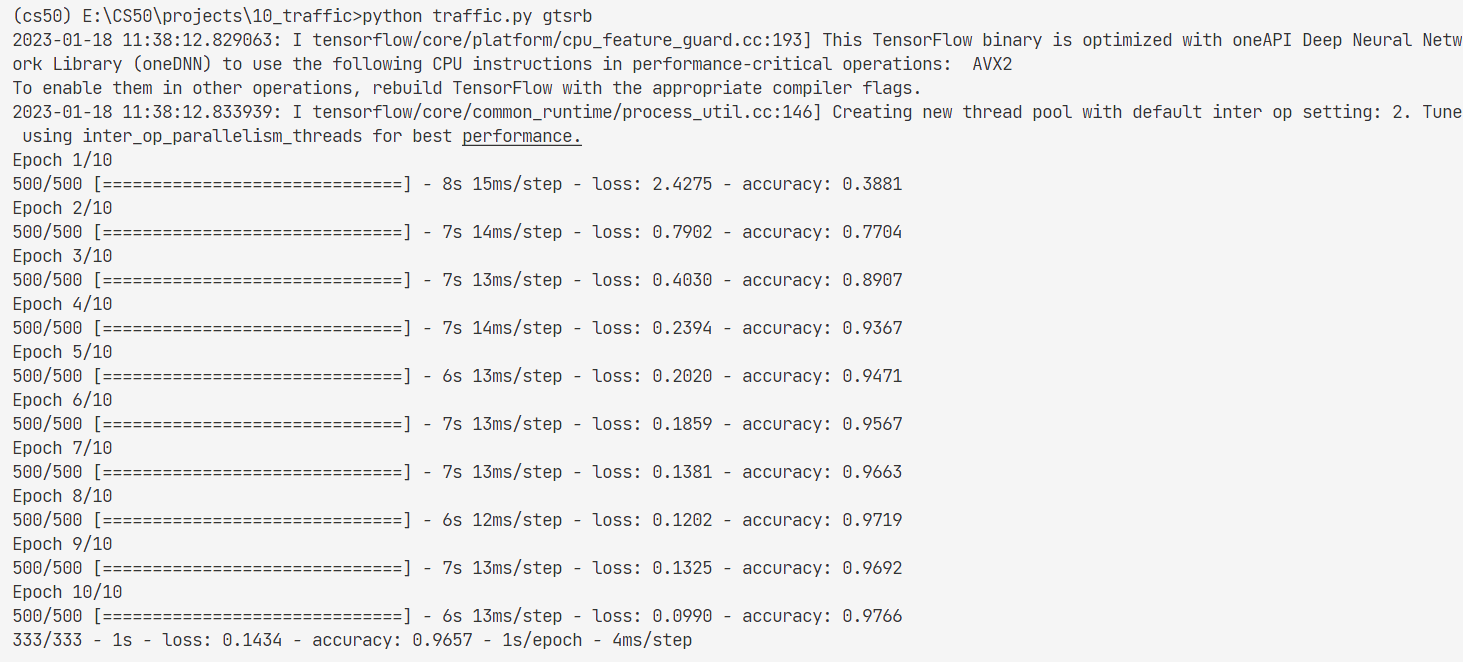 (cs50) E:\CS50\projects\10_traffic>python traffic.py gtsrb
2023-01-18 11:38:12.829063: I tensorflow/core/platform/cpu_feature_guard.cc:193] This TensorFlow binary is optimized with oneAPI Deep Neural Netw
ork Library (oneDNN) to use the following CPU instructions in performance-critical operations:  AVX2
To enable them in other operations, rebuild TensorFlow with the appropriate compiler flags.
2023-01-18 11:38:12.833939: I tensorflow/core/common_runtime/process_util.cc:146] Creating new thread pool with default inter op setting: 2. Tune
 using inter_op_parallelism_threads for best performance.
Epoch 1/10
500/500 [==============================] - 8s 15ms/step - loss: 2.4275 - accuracy: 0.3881
Epoch 2/10
500/500 [==============================] - 7s 14ms/step - loss: 0.7902 - accuracy: 0.7704
Epoch 3/10
500/500 [==============================] - 7s 13ms/step - loss: 0.4030 - accuracy: 0.8907
Epoch 4/10
500/500 [==============================] - 7s 14ms/step - loss: 0.2394 - accuracy: 0.9367
Epoch 5/10
500/500 [==============================] - 6s 13ms/step - loss: 0.2020 - accuracy: 0.9471
Epoch 6/10
500/500 [==============================] - 7s 13ms/step - loss: 0.1859 - accuracy: 0.9567
Epoch 7/10
500/500 [==============================] - 7s 13ms/step - loss: 0.1381 - accuracy: 0.9663
Epoch 8/10
500/500 [==============================] - 6s 12ms/step - loss: 0.1202 - accuracy: 0.9719
Epoch 9/10
500/500 [==============================] - 7s 13ms/step - loss: 0.1325 - accuracy: 0.9692
Epoch 10/10
500/500 [==============================] - 6s 13ms/step - loss: 0.0990 - accuracy: 0.9766
333/333 - 1s - loss: 0.1434 - accuracy: 0.9657 - 1s/epoch - 4ms/step